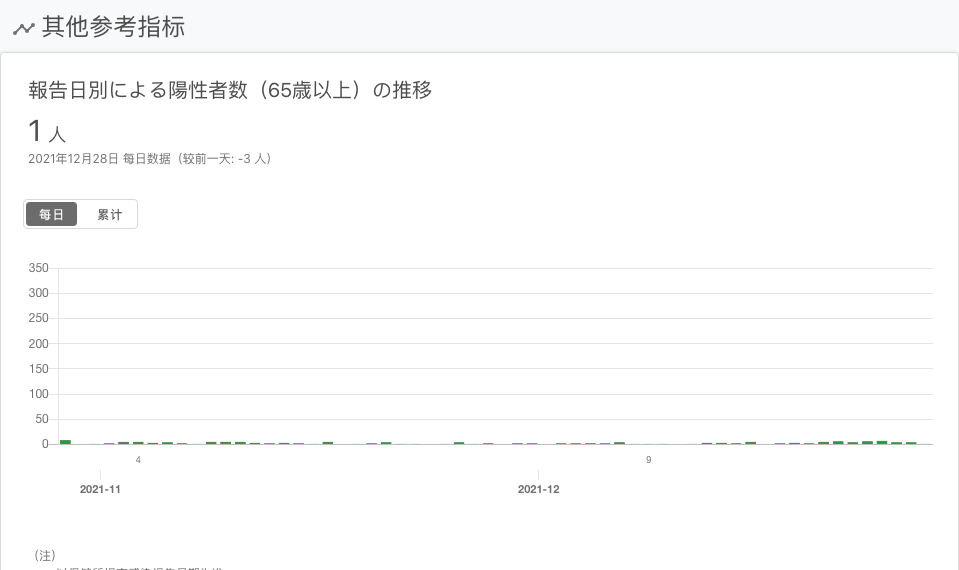 其他参考指标
報告日別による陽性者数（65歳以上）の推移
1 人
2021年12月28日 每日数据（较前一天: -3 人）
每日 累计
350
300
250
200
150
100
50
0
4 9
2021-11 2021-12
（注）